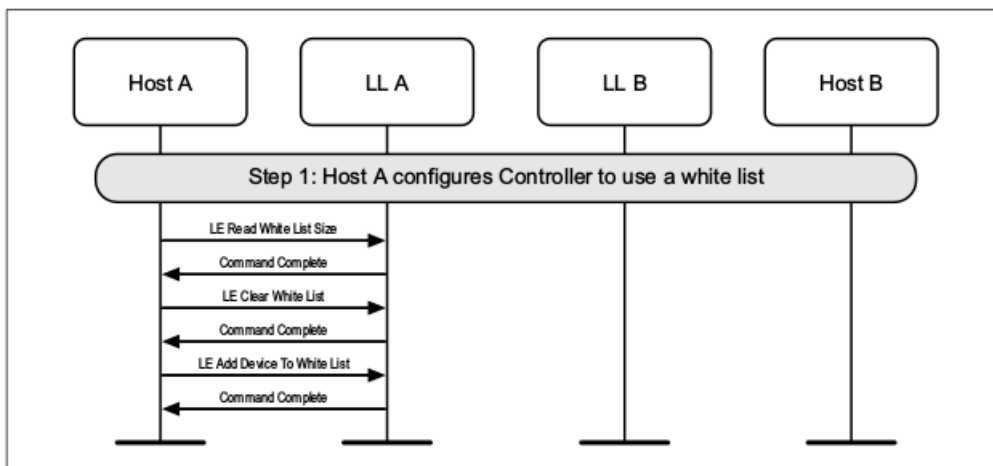 Host A
LL A
LL B
Host B
Step 1: Host A configures Controller to use a white list
LE Read White List Size
Command Complete
LE Clear White List
Command Complete
LE Add Device To White List
Command Complete